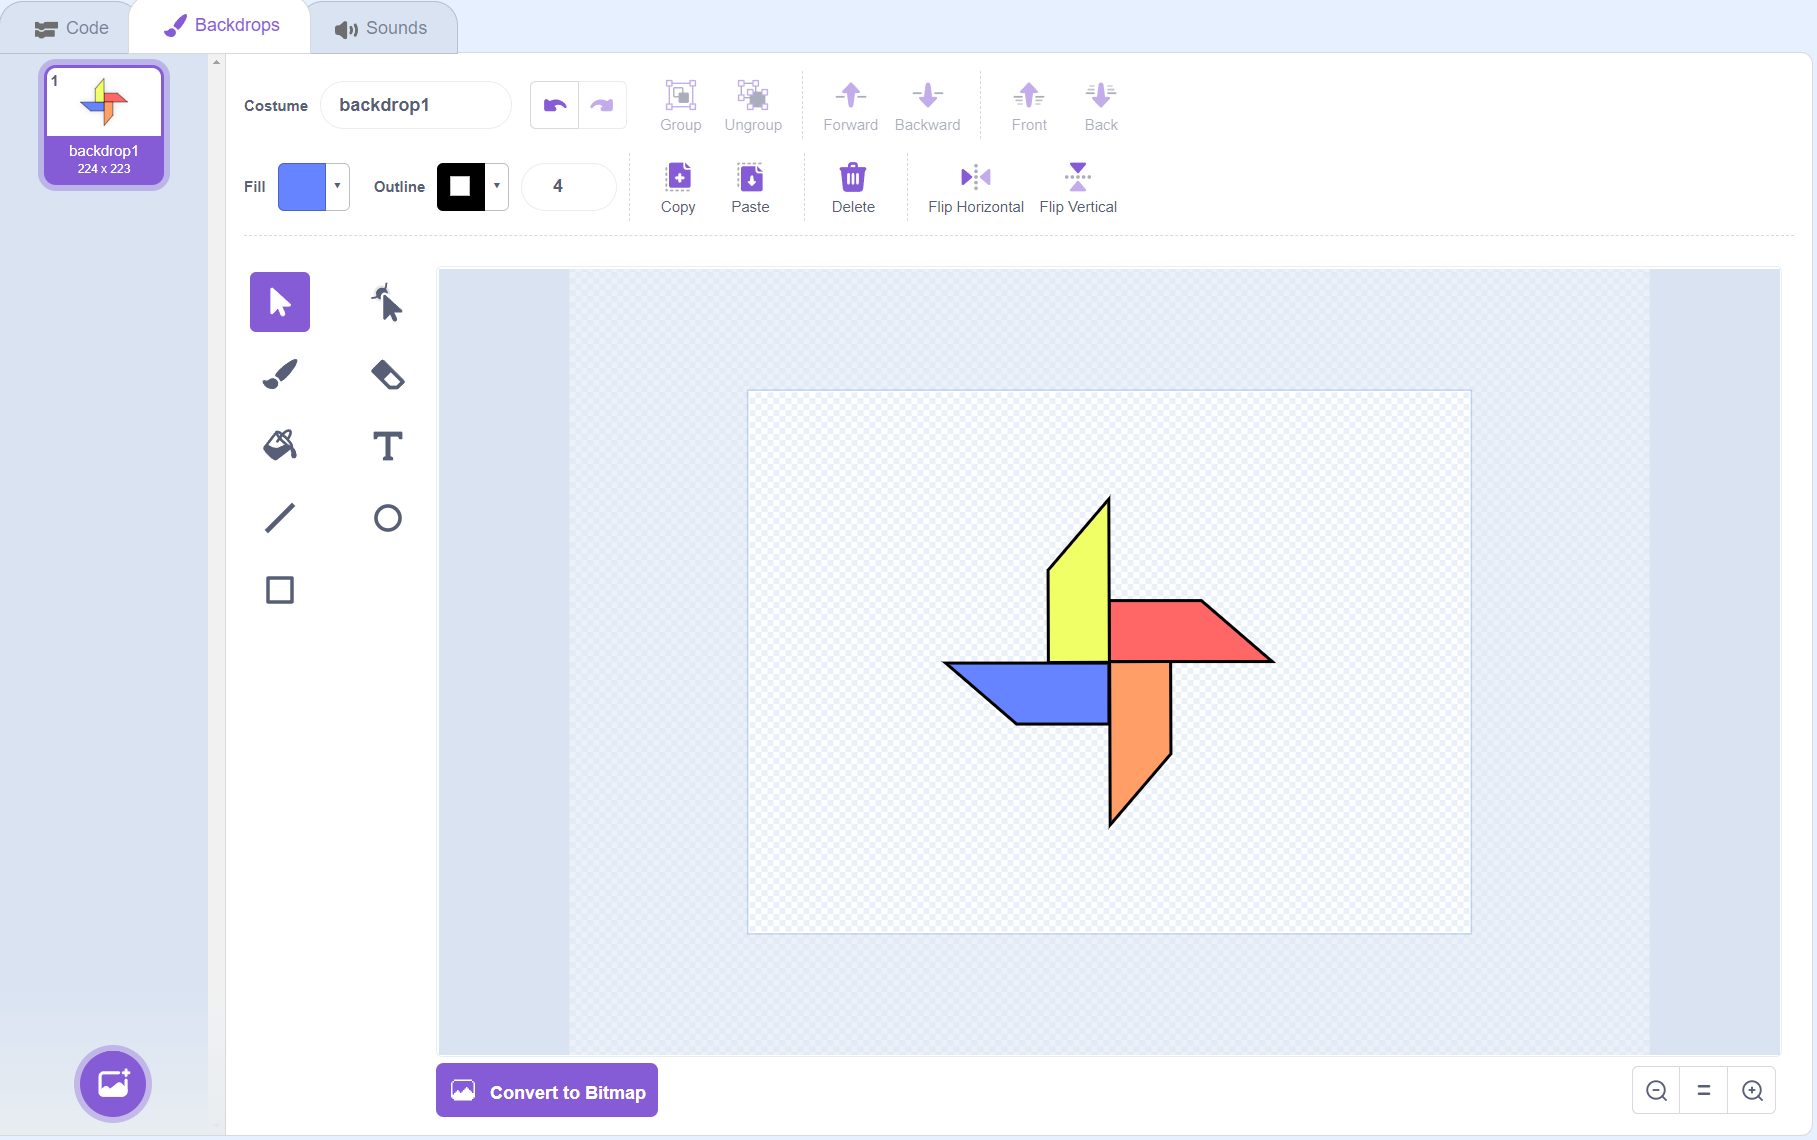 Code
Backdrops
Sounds
1
backdrop1
224 x 223
Costume
backdrop1
Group
Ungroup
Forward
Backward
Front
Back
Fill
Outline
4
Copy
Paste
Delete
Flip Horizontal
Flip Vertical
T
Convert to Bitmap
=